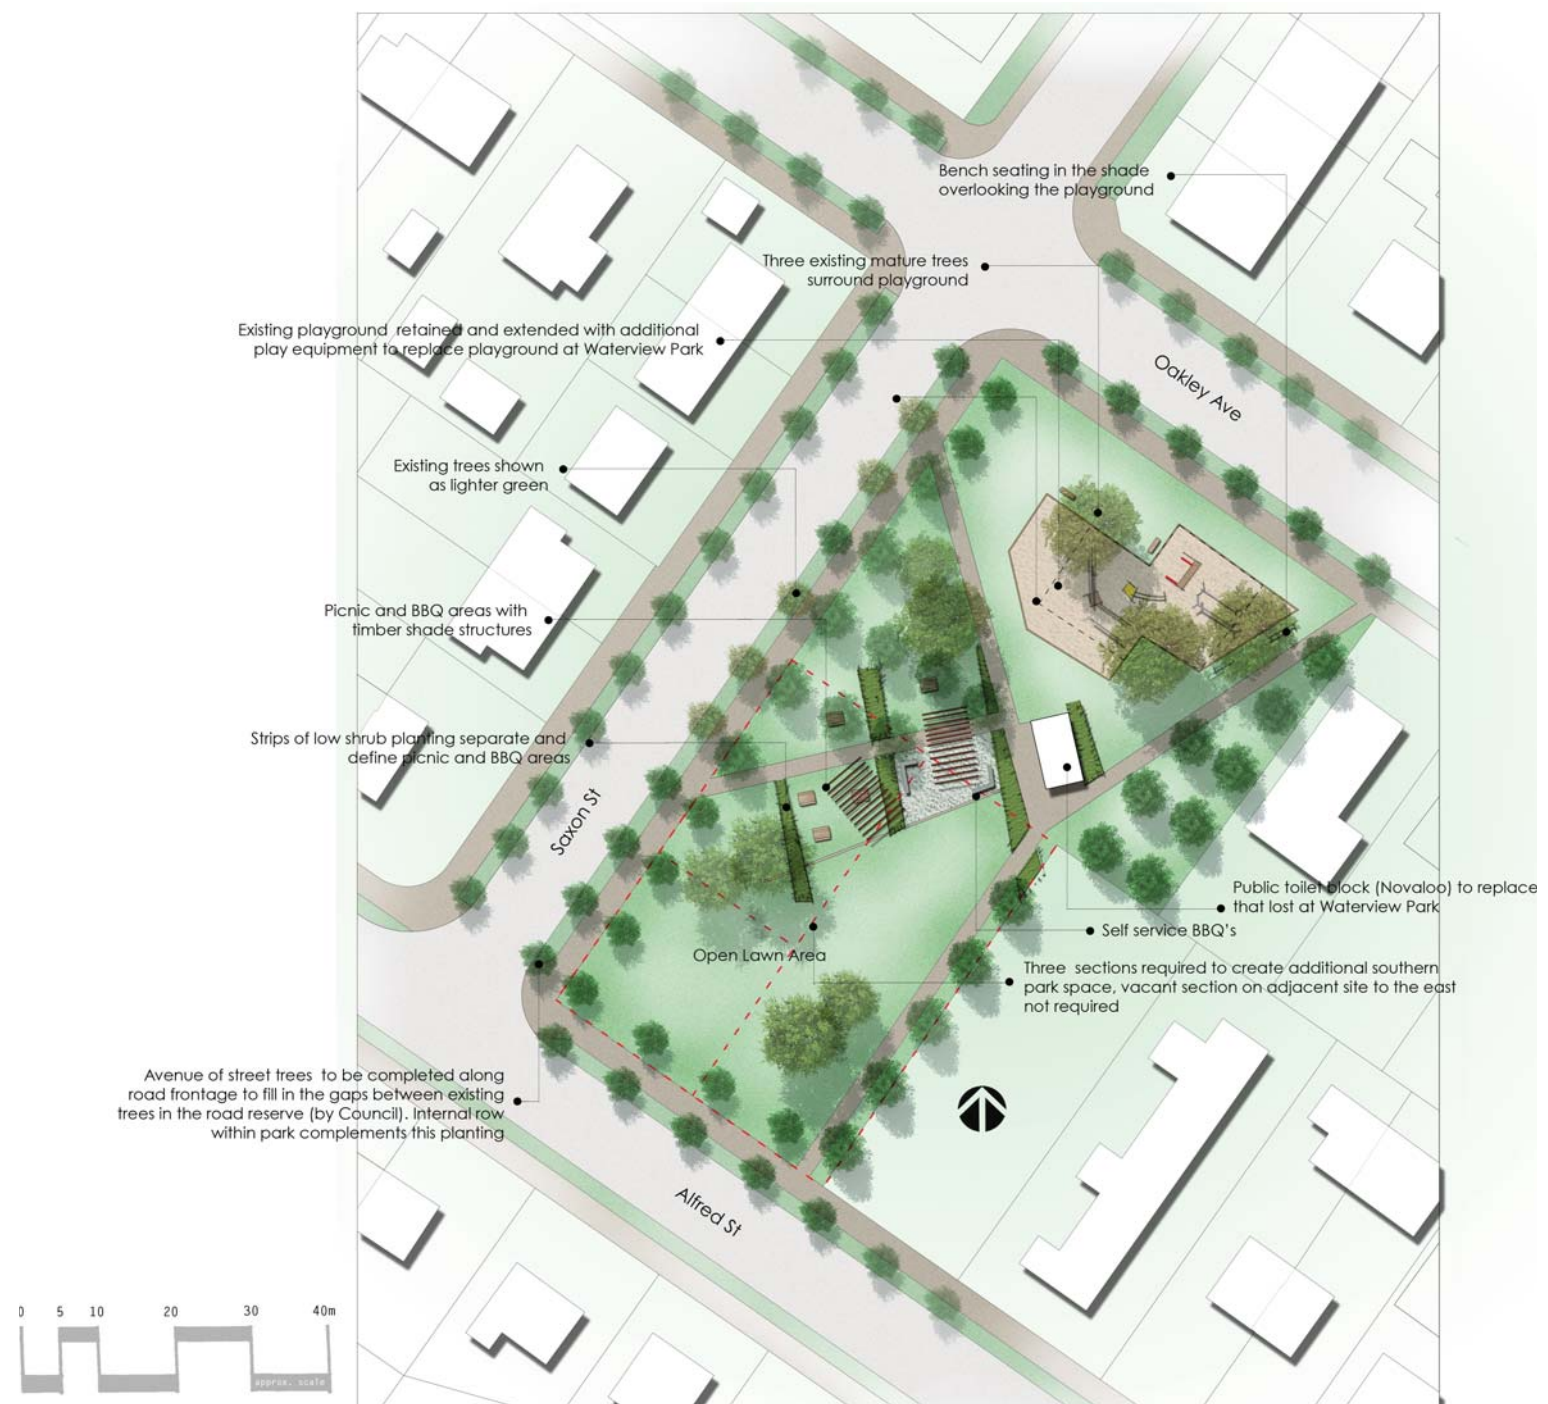 Bench seating in the shade
overlooking the playground
Three existing mature trees
surround playground
Existing playground retained and extended with additional
play equipment to replace playground at Waterview Park
Oakley Ave
Existing trees shown
as lighter green
Picnic and BBQ areas with
timber shade structures
Strips of low shrub planting separate and
define picnic and BBQ areas
Saxon St
Public toilet block (Novaloo) to replace
that lost at Waterview Park
Self service BBQ's
Open Lawn Area
Three sections required to create additional southern
park space, vacant section on adjacent site to the east
not required
Avenue of street trees to be completed along
road frontage to fill in the gaps between existing
trees in the road reserve (by Council). Internal row
within park complements this planting
Alfred St
0 5 10 20 30 40m
approx. scale